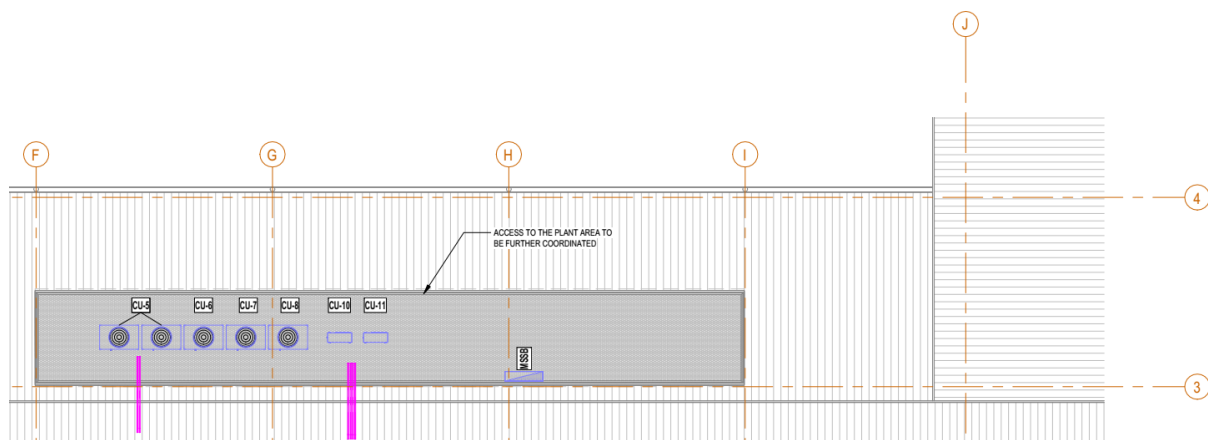 J
F
G
H
I
4
ACCESS TO THE PLANT AREA TO
BE FURTHER COORDINATED
CU-5
CU-6
CU-7
CU-8
CU-10
CU-11
MSSB
3